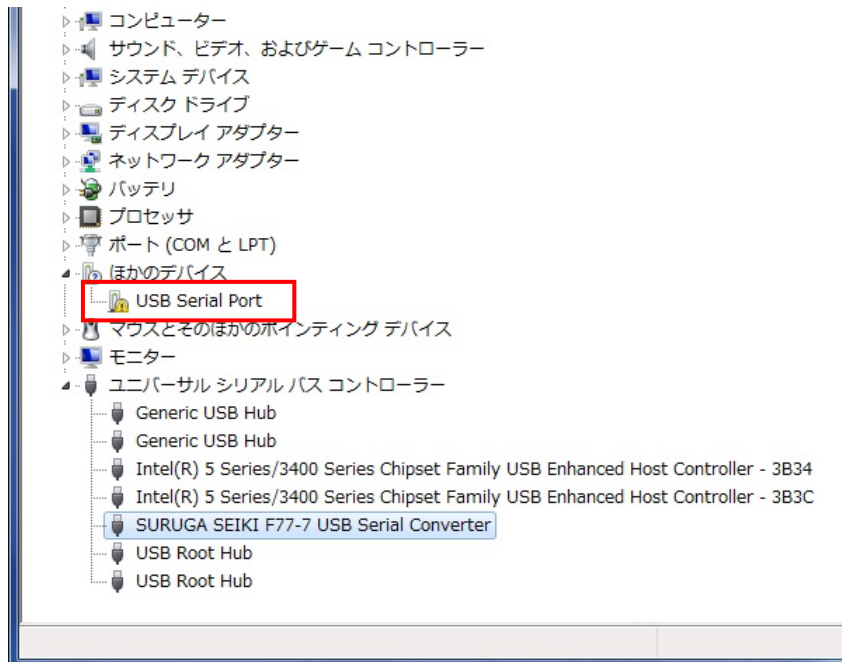 コンピューター
サウンド、ビデオ、およびゲーム コントローラー
システム デバイス
ディスク ドライブ
ディスプレイ アダプター
ネットワーク アダプター
バッテリ
プロセッサ
ポート (COM と LPT)
ほかのデバイス
USB Serial Port
マウスとそのほかのポインティング デバイス
モニター
ユニバーサル シリアル バス コントローラー
Generic USB Hub
Generic USB Hub
Intel(R) 5 Series/3400 Series Chipset Family USB Enhanced Host Controller - 3B34
Intel(R) 5 Series/3400 Series Chipset Family USB Enhanced Host Controller - 3B3C
SURUGA SEIKI F77-7 USB Serial Converter
USB Root Hub
USB Root Hub